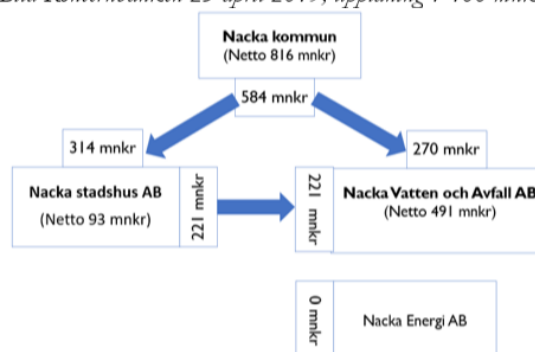 Nacka kommun
(Netto 816 mnkr)
584 mnkr
314 mnkr
270 mnkr
Nacka stadshus AB
(Netto 93 mnkr)
221 mnkr
221 mnkr
Nacka Vatten och Avfall AB
(Netto 491 mnkr)
0 mnkr
Nacka Energi AB